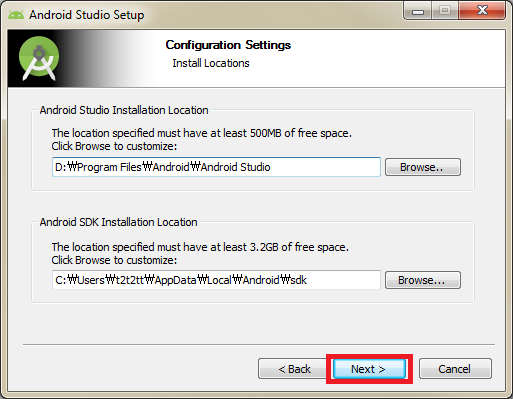 Android Studio Setup
Configuration Settings
Install Locations
Android Studio Installation Location
The location specified must have at least 500MB of free space.
Click Browse to customize:
D:₩Program Files₩Android₩Android Studio
Browse..
Android SDK Installation Location
The location specified must have at least 3.2GB of free space.
Click Browse to customize:
C:₩Users₩t2t2tt₩AppData₩Local₩Android₩sdk
Browse...
< Back
Next >
Cancel